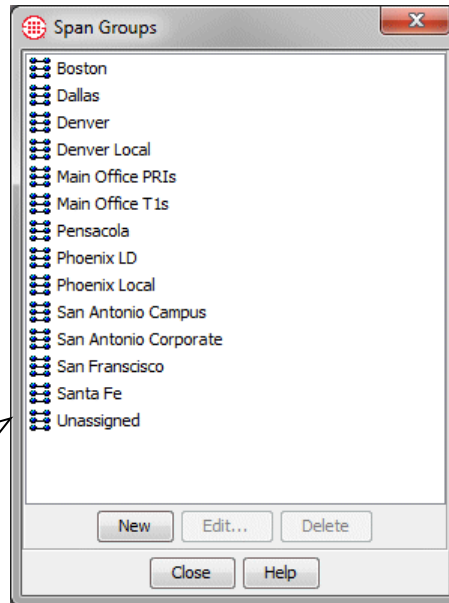 Span Groups
Boston
Dallas
Denver
Denver Local
Main Office PRIs
Main Office T1s
Pensacola
Phoenix LD
Phoenix Local
San Antonio Campus
San Antonio Corporate
San Franscisco
Santa Fe
Unassigned
New Edit... Delete
Close Help